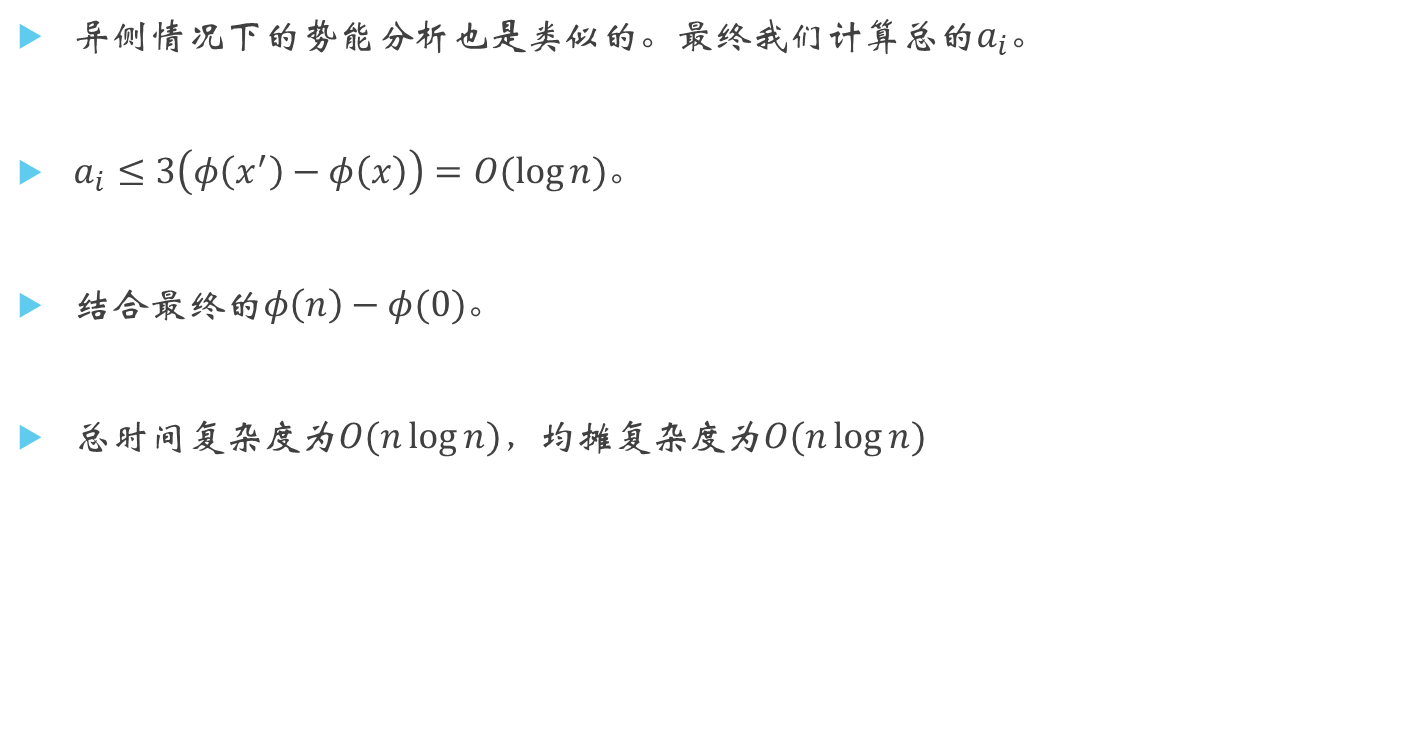 异侧情况下的势能分析也是类似的。最终我们计算总的aᵢ。
aᵢ ≤ 3(ϕ(x′) − ϕ(x)) = O(log n)。
结合最终的ϕ(n) − ϕ(0)。
总时间复杂度为O(n log n)，均摊复杂度为O(n log n)